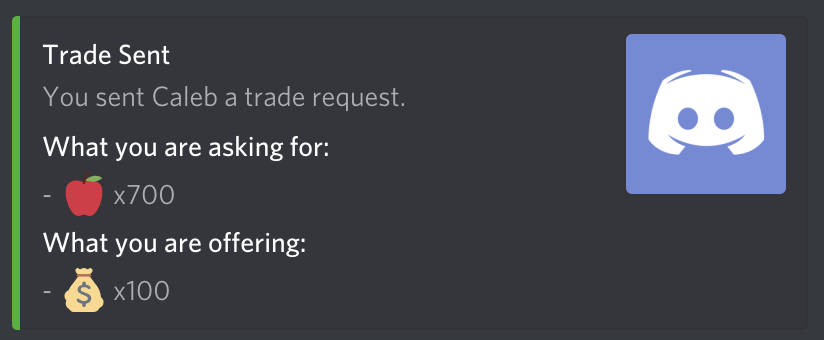 Trade Sent
You sent Caleb a trade request.
What you are asking for:
- 🍎 x700
What you are offering:
- 💰 x100